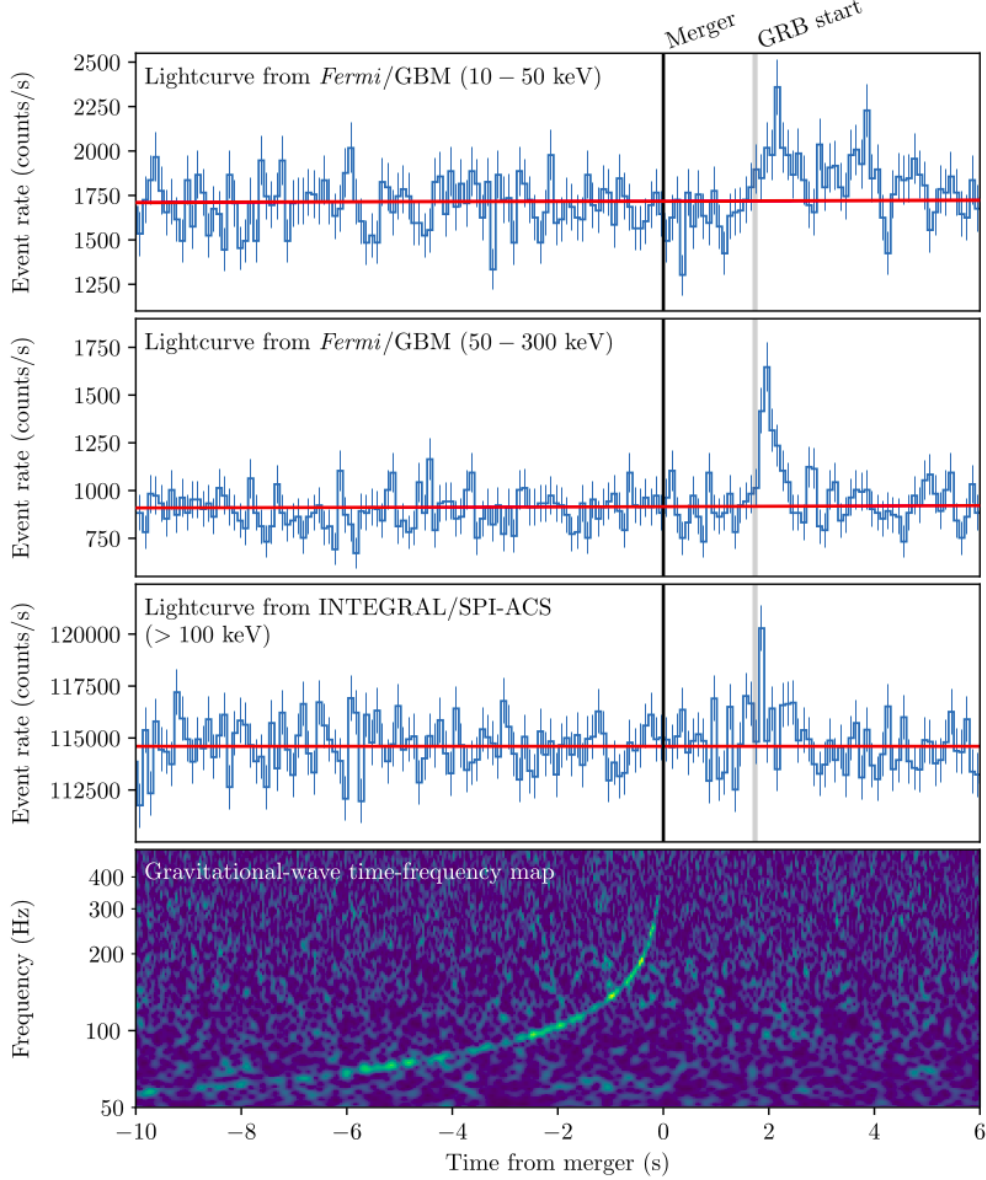 Merger
GRB start
Lightcurve from Fermi/GBM (10 − 50 keV)
Event rate (counts/s)
2500
2250
2000
1750
1500
1250
Lightcurve from Fermi/GBM (50 − 300 keV)
Event rate (counts/s)
1750
1500
1250
1000
750
Lightcurve from INTEGRAL/SPI-ACS
(> 100 keV)
Event rate (counts/s)
120000
117500
115000
112500
Gravitational-wave time-frequency map
Frequency (Hz)
400
300
200
100
50
−10 −8 −6 −4 −2 0 2 4 6
Time from merger (s)